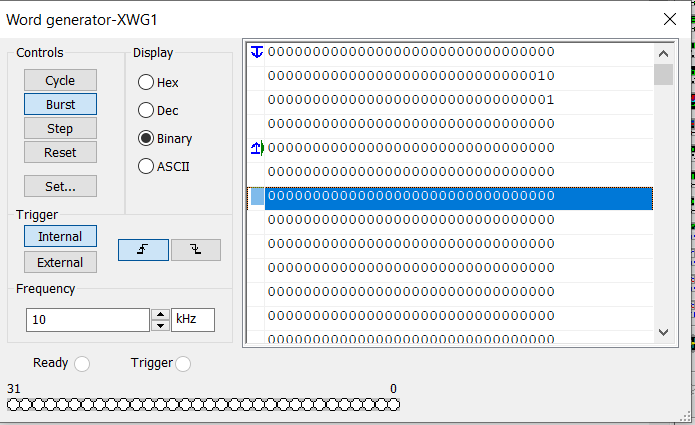 Word generator-XWG1
Controls
Cycle
Burst
Step
Reset
Set...
Display
Hex
Dec
Binary
ASCII
Trigger
Internal
External
Frequency
10
kHz
Ready
Trigger
31
0
00000000000000000000000000000000
00000000000000000000000000000010
00000000000000000000000000000001
00000000000000000000000000000000
00000000000000000000000000000000
00000000000000000000000000000000
00000000000000000000000000000000
00000000000000000000000000000000
00000000000000000000000000000000
00000000000000000000000000000000
00000000000000000000000000000000
00000000000000000000000000000000
00000000000000000000000000000000